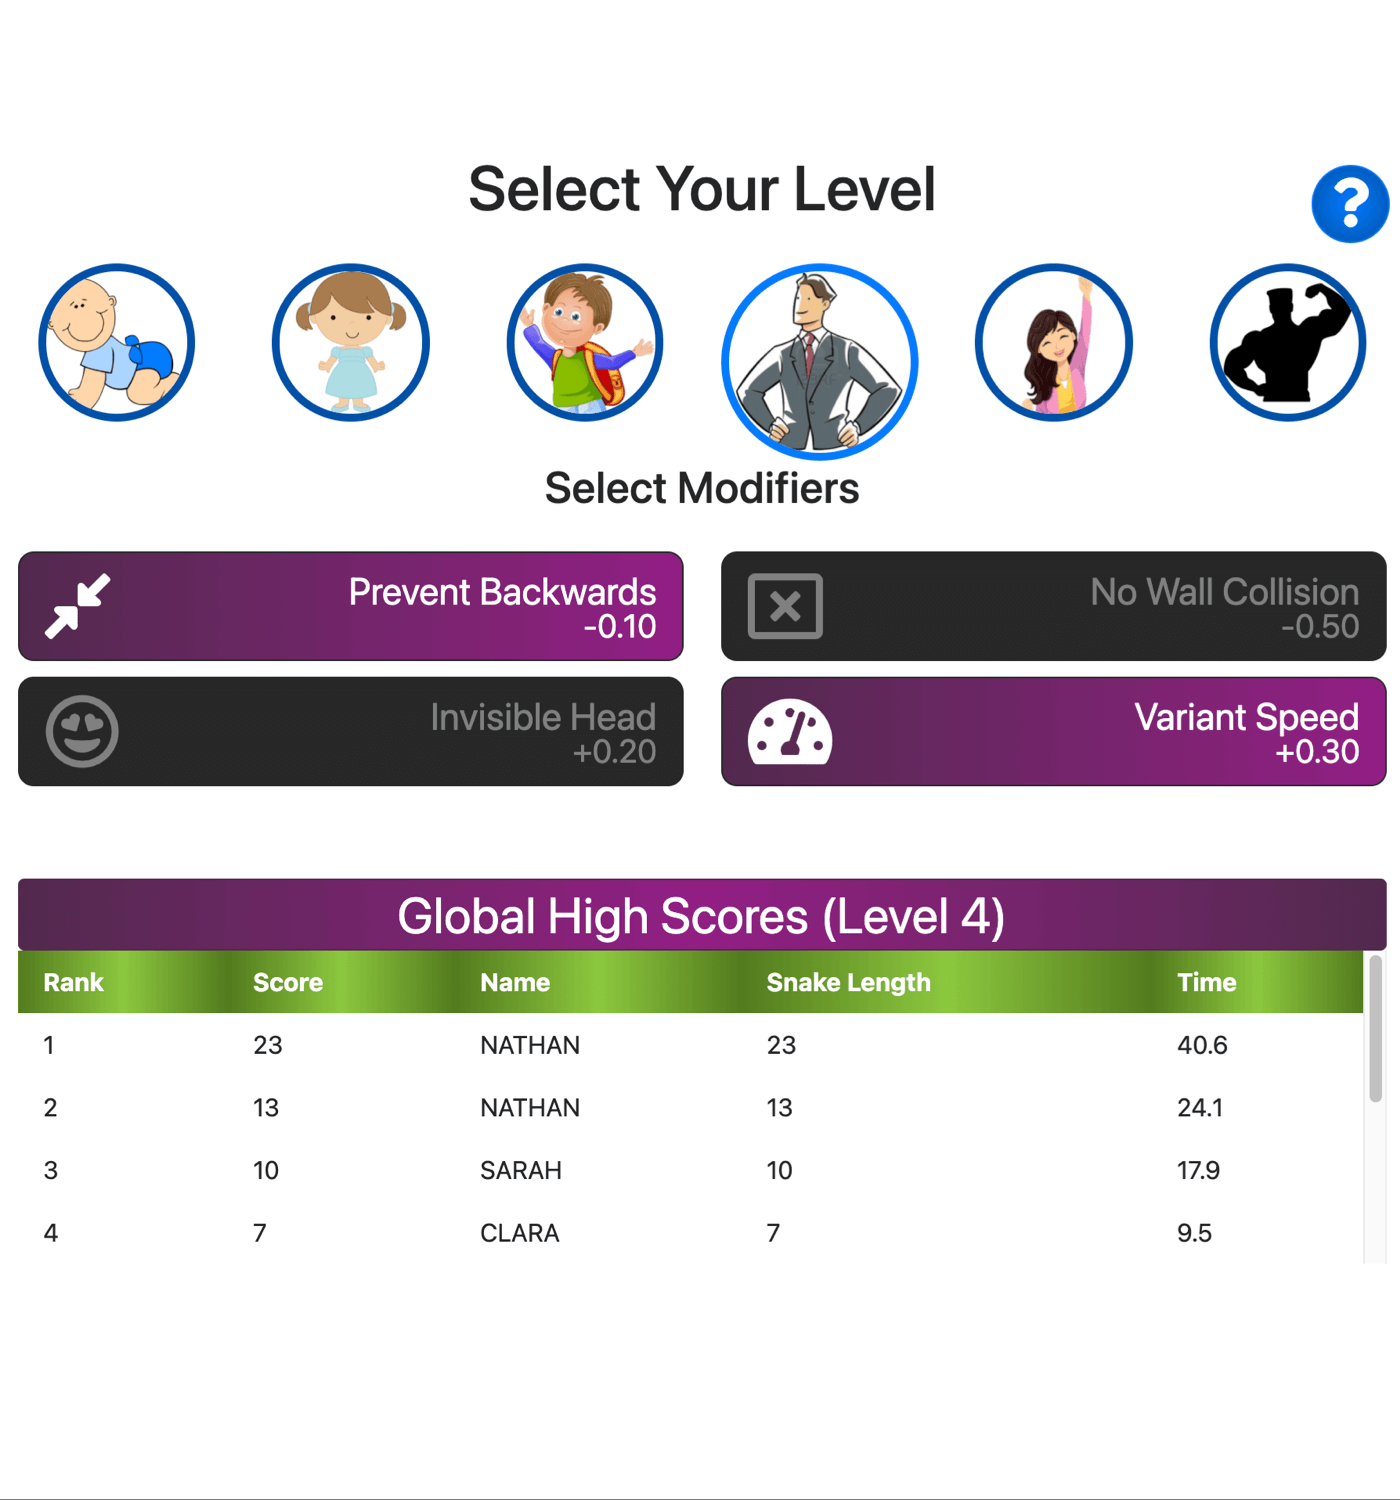 Select Your Level
?
Select Modifiers
Prevent Backwards
-0.10
No Wall Collision
-0.50
Invisible Head
+0.20
Variant Speed
+0.30
Global High Scores (Level 4)
Rank Score Name Snake Length Time
1 23 NATHAN 23 40.6
2 13 NATHAN 13 24.1
3 10 SARAH 10 17.9
4 7 CLARA 7 9.5